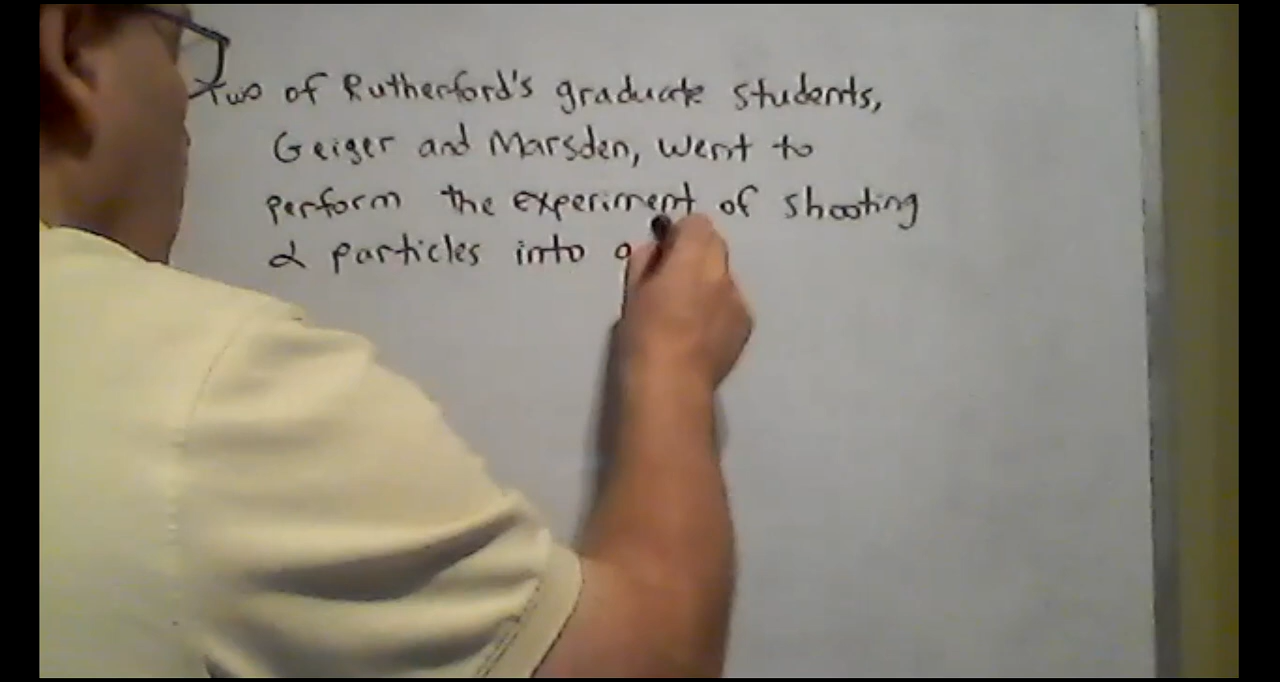 Two of Rutherford's graduate students,
Geiger and Marsden, went to
perform the experiment of shooting
α particles into